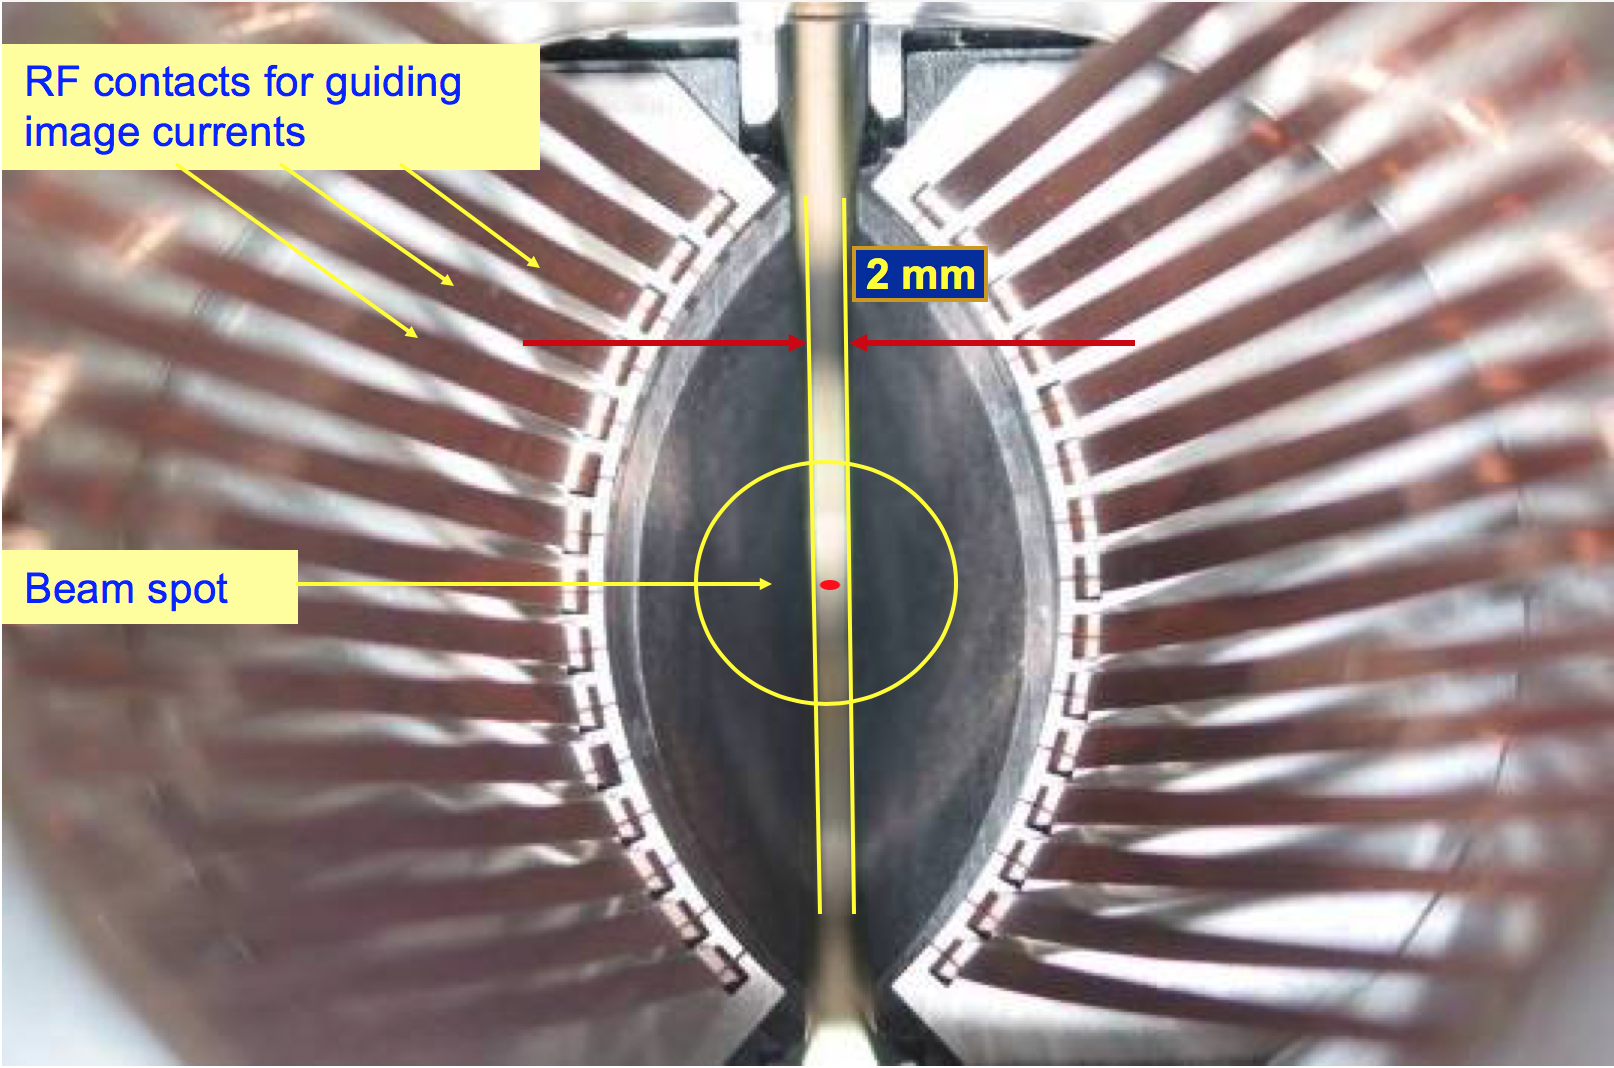 RF contacts for guiding
image currents
2 mm
Beam spot